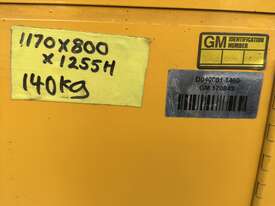 1170X800
X1255H
140Kg
GM IDENTIFICATION
NUMBER